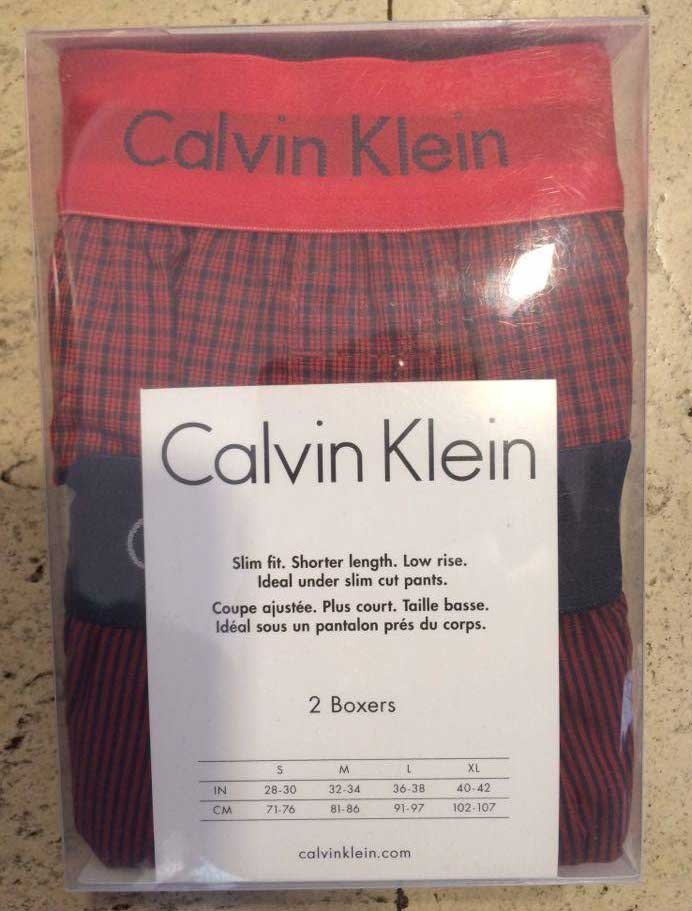 Calvin Klein
Calvin Klein
Slim fit. Shorter length. Low rise.
Ideal under slim cut pants.
Coupe ajustée. Plus court. Taille basse.
Idéal sous un pantalon prés du corps.
2 Boxers
S M L XL
IN 28-30 32-34 36-38 40-42
CM 71-76 81-86 91-97 102-107
calvinklein.com